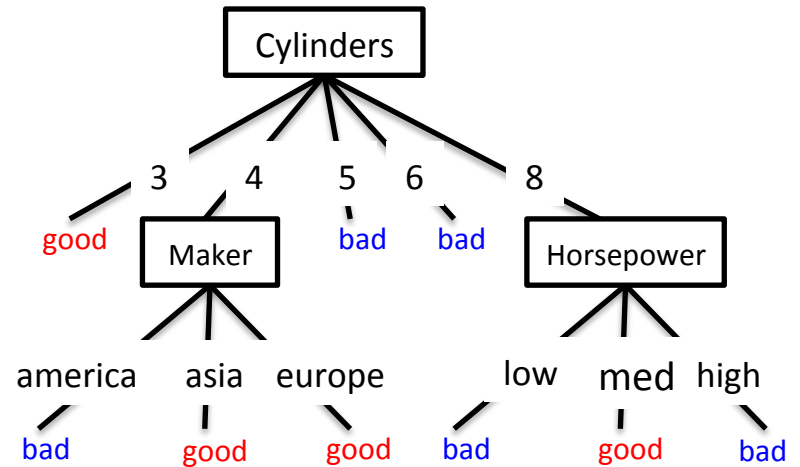 Cylinders
3 4 5 6 8
good Maker bad bad Horsepower
america asia europe low med high
bad good good bad good bad